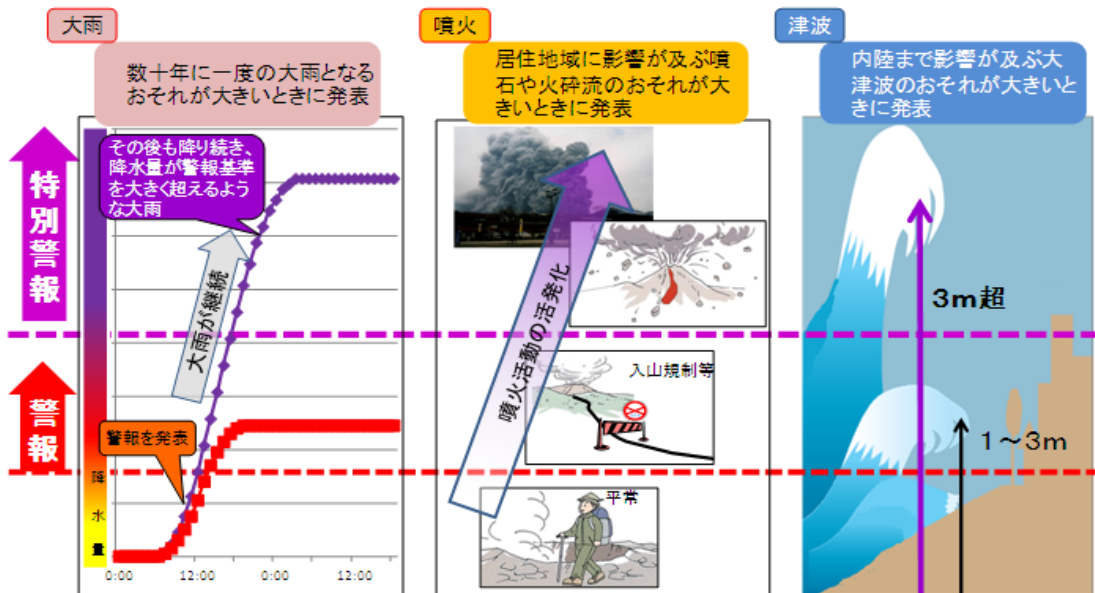 大雨
数十年に一度の大雨となる
おそれが大きいときに発表
特別警報
警報
その後も降り続き、
降水量が警報基準
を大きく超えるよう
な大雨
大雨が継続
警報を発表
降水量
0:00
12:00
0:00
12:00
噴火
居住地域に影響が及ぶ噴
石や火砕流のおそれが大
きいときに発表
噴火活動の活発化
入山規制等
平常
津波
内陸まで影響が及ぶ大
津波のおそれが大きいと
きに発表
3m超
1～3m